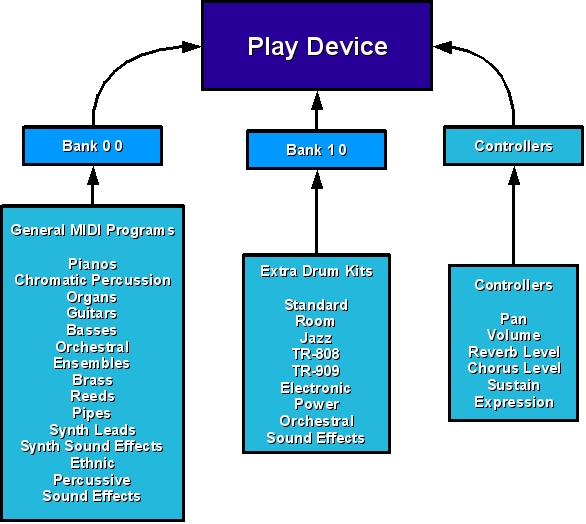 Play Device
Bank 0 0
Bank 1 0
Controllers
General MIDI Programs
Pianos
Chromatic Percussion
Organs
Guitars
Basses
Orchestral
Ensembles
Brass
Reeds
Pipes
Synth Leads
Synth Sound Effects
Ethnic
Percussive
Sound Effects
Extra Drum Kits
Standard
Room
Jazz
TR-808
TR-909
Electronic
Power
Orchestral
Sound Effects
Controllers
Pan
Volume
Reverb Level
Chorus Level
Sustain
Expression